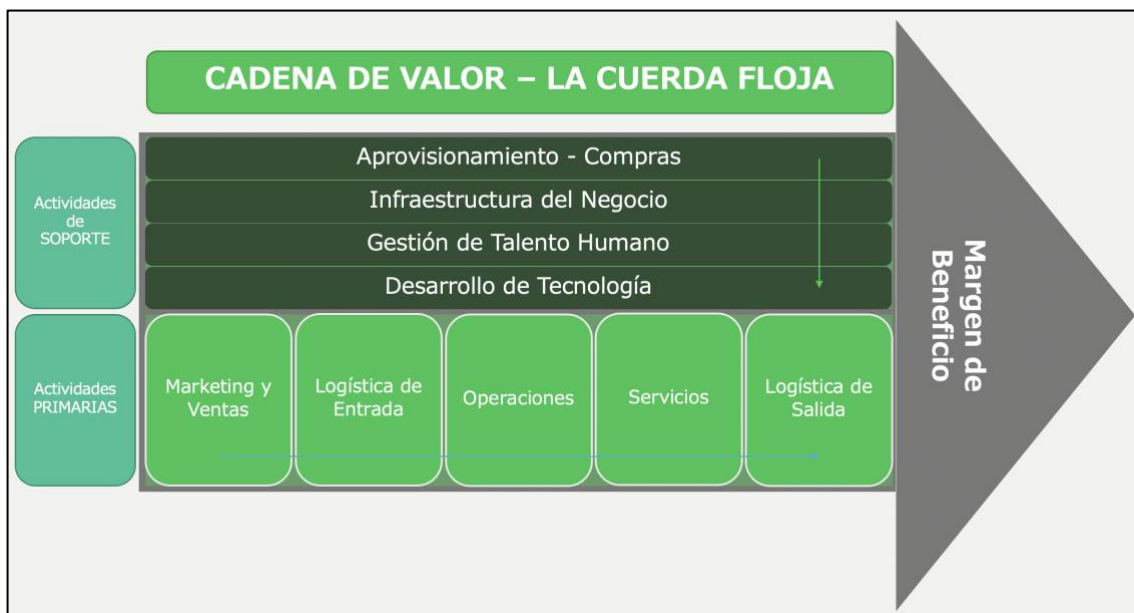 CADENA DE VALOR – LA CUERDA FLOJA
Actividades
de
SOPORTE
Aprovisionamiento - Compras
Infraestructura del Negocio
Gestión de Talento Humano
Desarrollo de Tecnología
Actividades
PRIMARIAS
Marketing y
Ventas
Logística de
Entrada
Operaciones
Servicios
Logística de
Salida
Margen de
Beneficio